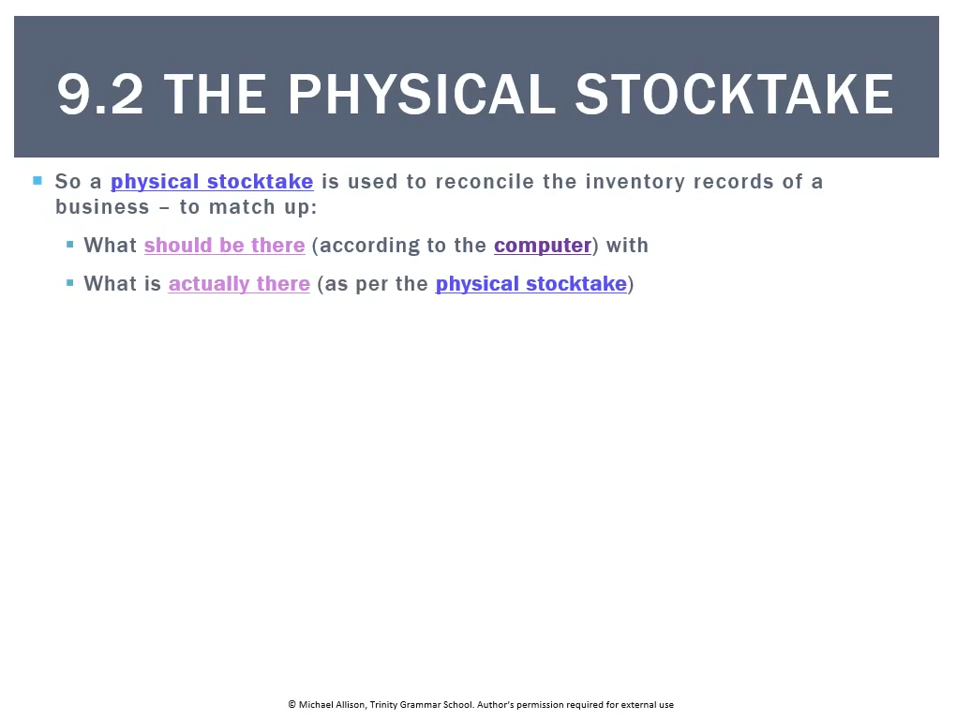 9.2 THE PHYSICAL STOCKTAKE
So a physical stocktake is used to reconcile the inventory records of a
business – to match up:
What should be there (according to the computer) with
What is actually there (as per the physical stocktake)
© Michael Allison, Trinity Grammar School. Author's permission required for external use